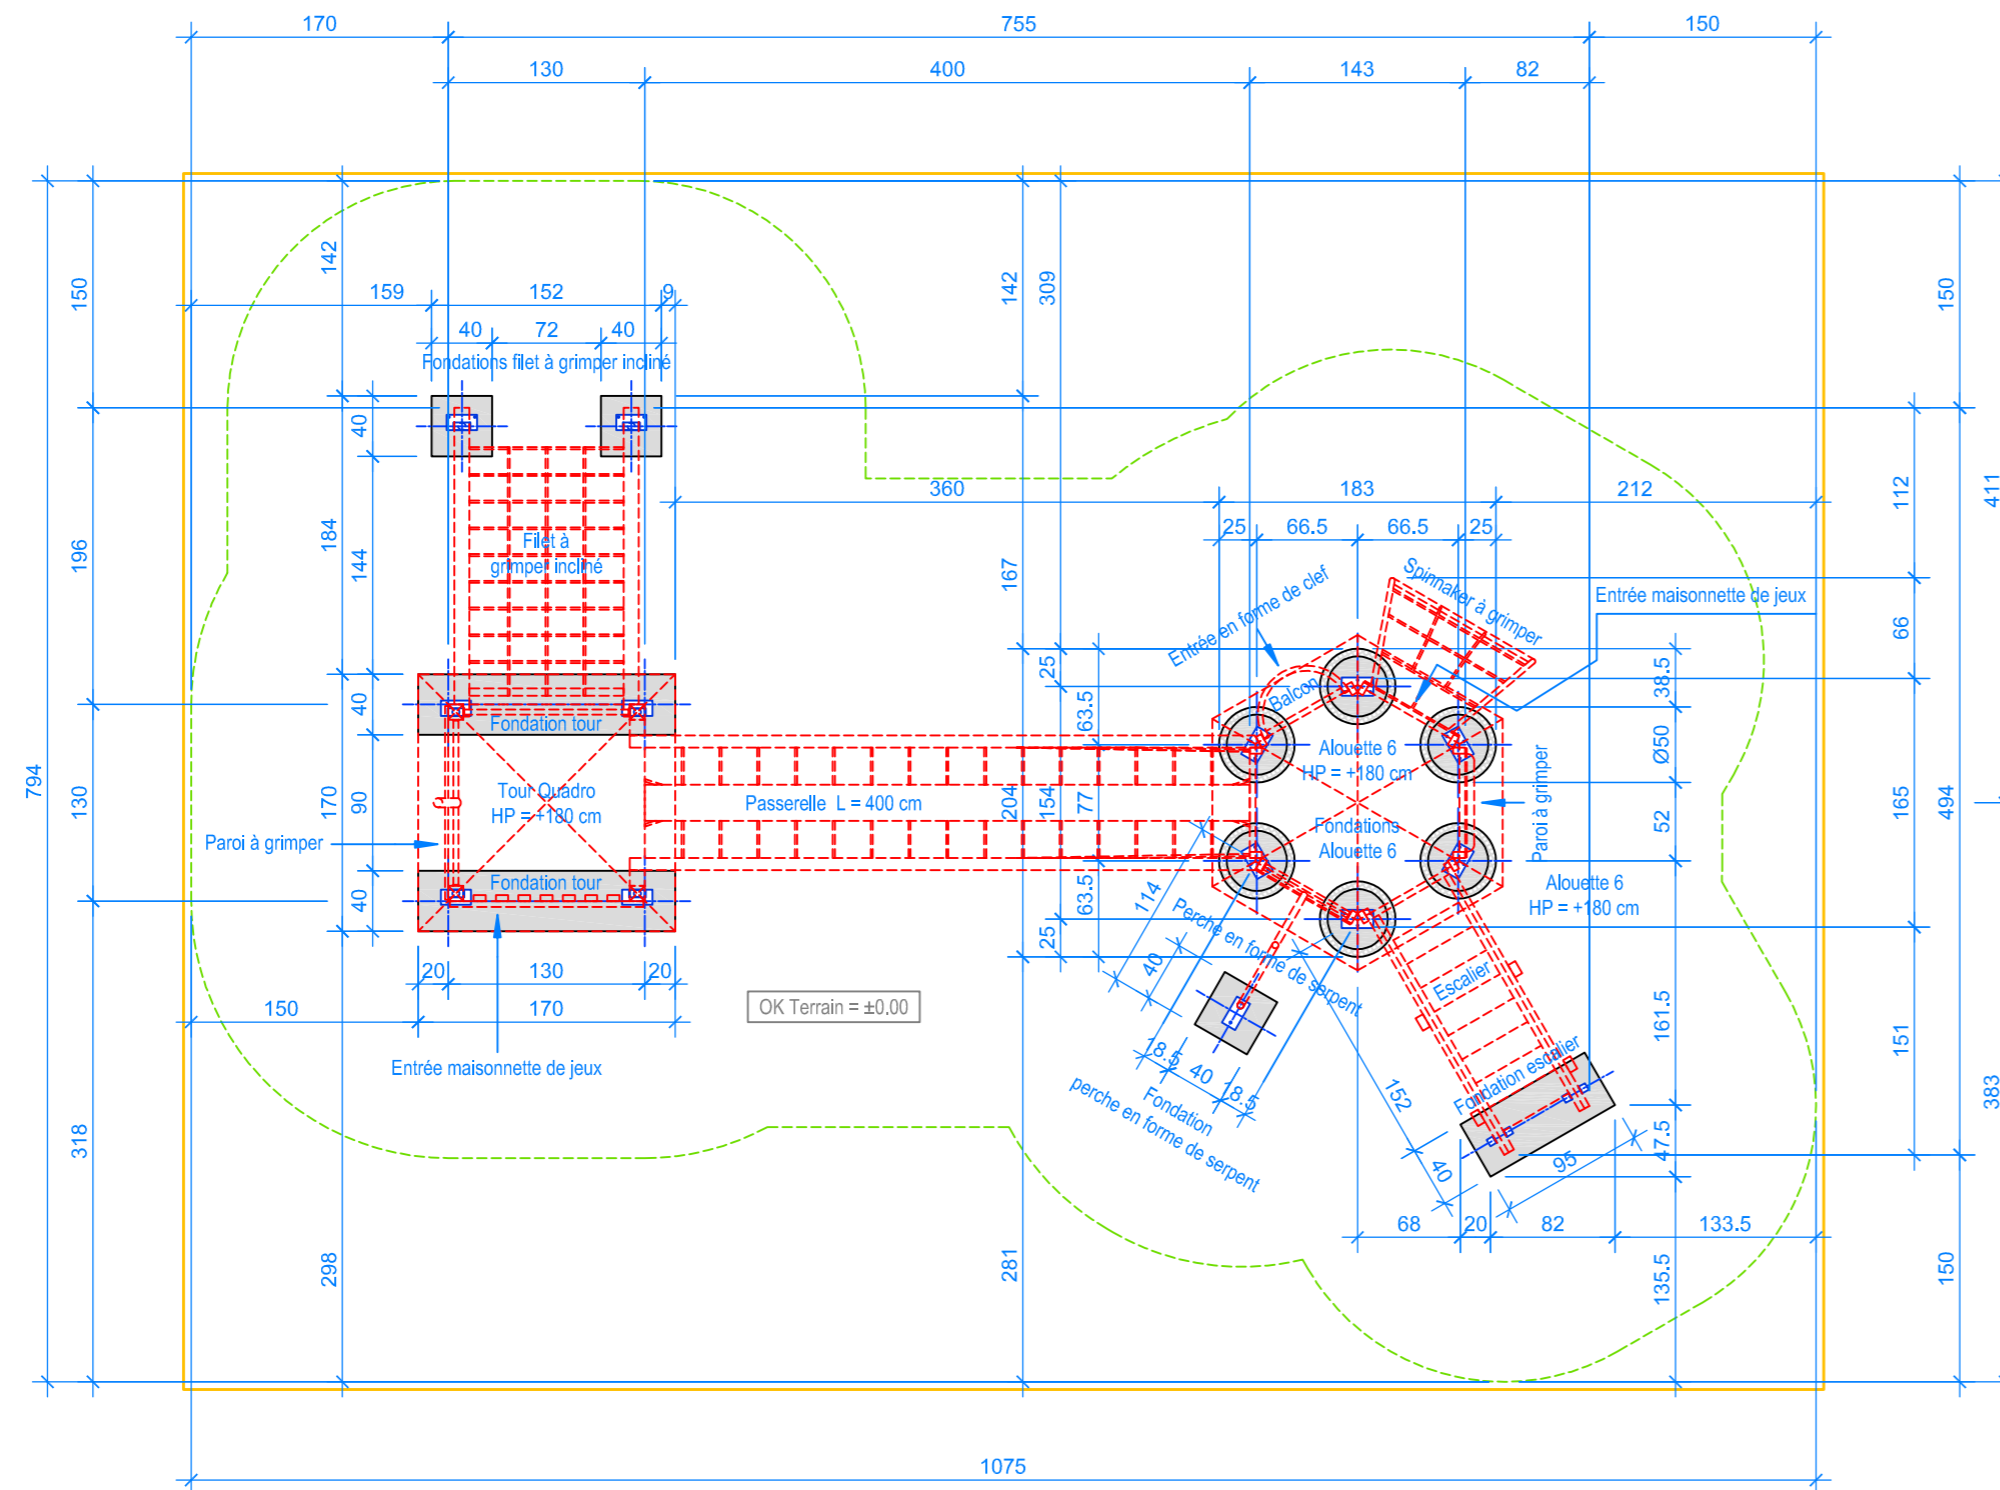 170
755
150
130
400
143
82
142
150
159
152
9
142
309
150
40
72
40
Fondations filet à grimper incliné
40
360
183
212
112
411
25
66.5
66.5
25
196
184
144
Filet à
grimper incliné
167
Spinnaker à grimper
Entrée en forme de clef
Entrée maisonnette de jeux
66
25
38.5
63.5
Balcon
40
Fondation tour
Alouette 6
HP = +180 cm
Ø50
794
130
170
90
Tour Quadro
HP = +180 cm
Passerelle L = 400 cm
204
154
77
Paroi à grimper
165
494
Paroi à grimper
Fondations
Alouette 6
52
40
Fondation tour
63.5
114
Alouette 6
HP = +180 cm
Perche en forme de serpent
25
40
20
130
20
Escalier
150
170
OK Terrain = ±0.00
161.5
151
Entrée maisonnette de jeux
18.5
40
18.5
Fondation
perche en forme de serpent
152
Fondation escalier
383
318
40
95
47.5
68
20
82
133.5
298
281
135.5
150
1075